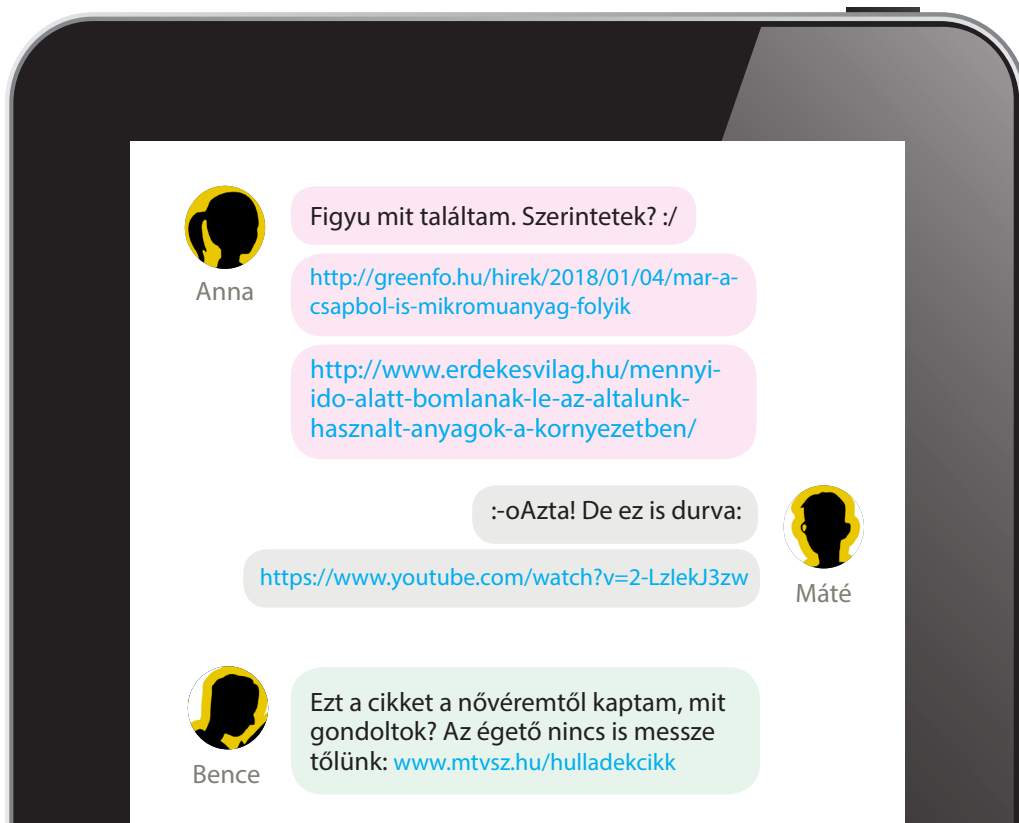 Figyu mit találtam. Szerintetek? :/
Anna
http://greenfo.hu/hirek/2018/01/04/mar-a-
csapbol-is-mikromuanyag-folyik
http://www.erdekesvilag.hu/mennyi-
ido-alatt-bomlanak-le-az-altalunk-
hasznalt-anyagok-a-kornyezetben/
:-oAzta! De ez is durva:
https://www.youtube.com/watch?v=2-LzIekJ3zw
Máté
Ezt a cikket a nővéremtől kaptam, mit
gondoltok? Az égető nincs is messze
tőlünk: www.mtvsz.hu/hulladekcikk
Bence